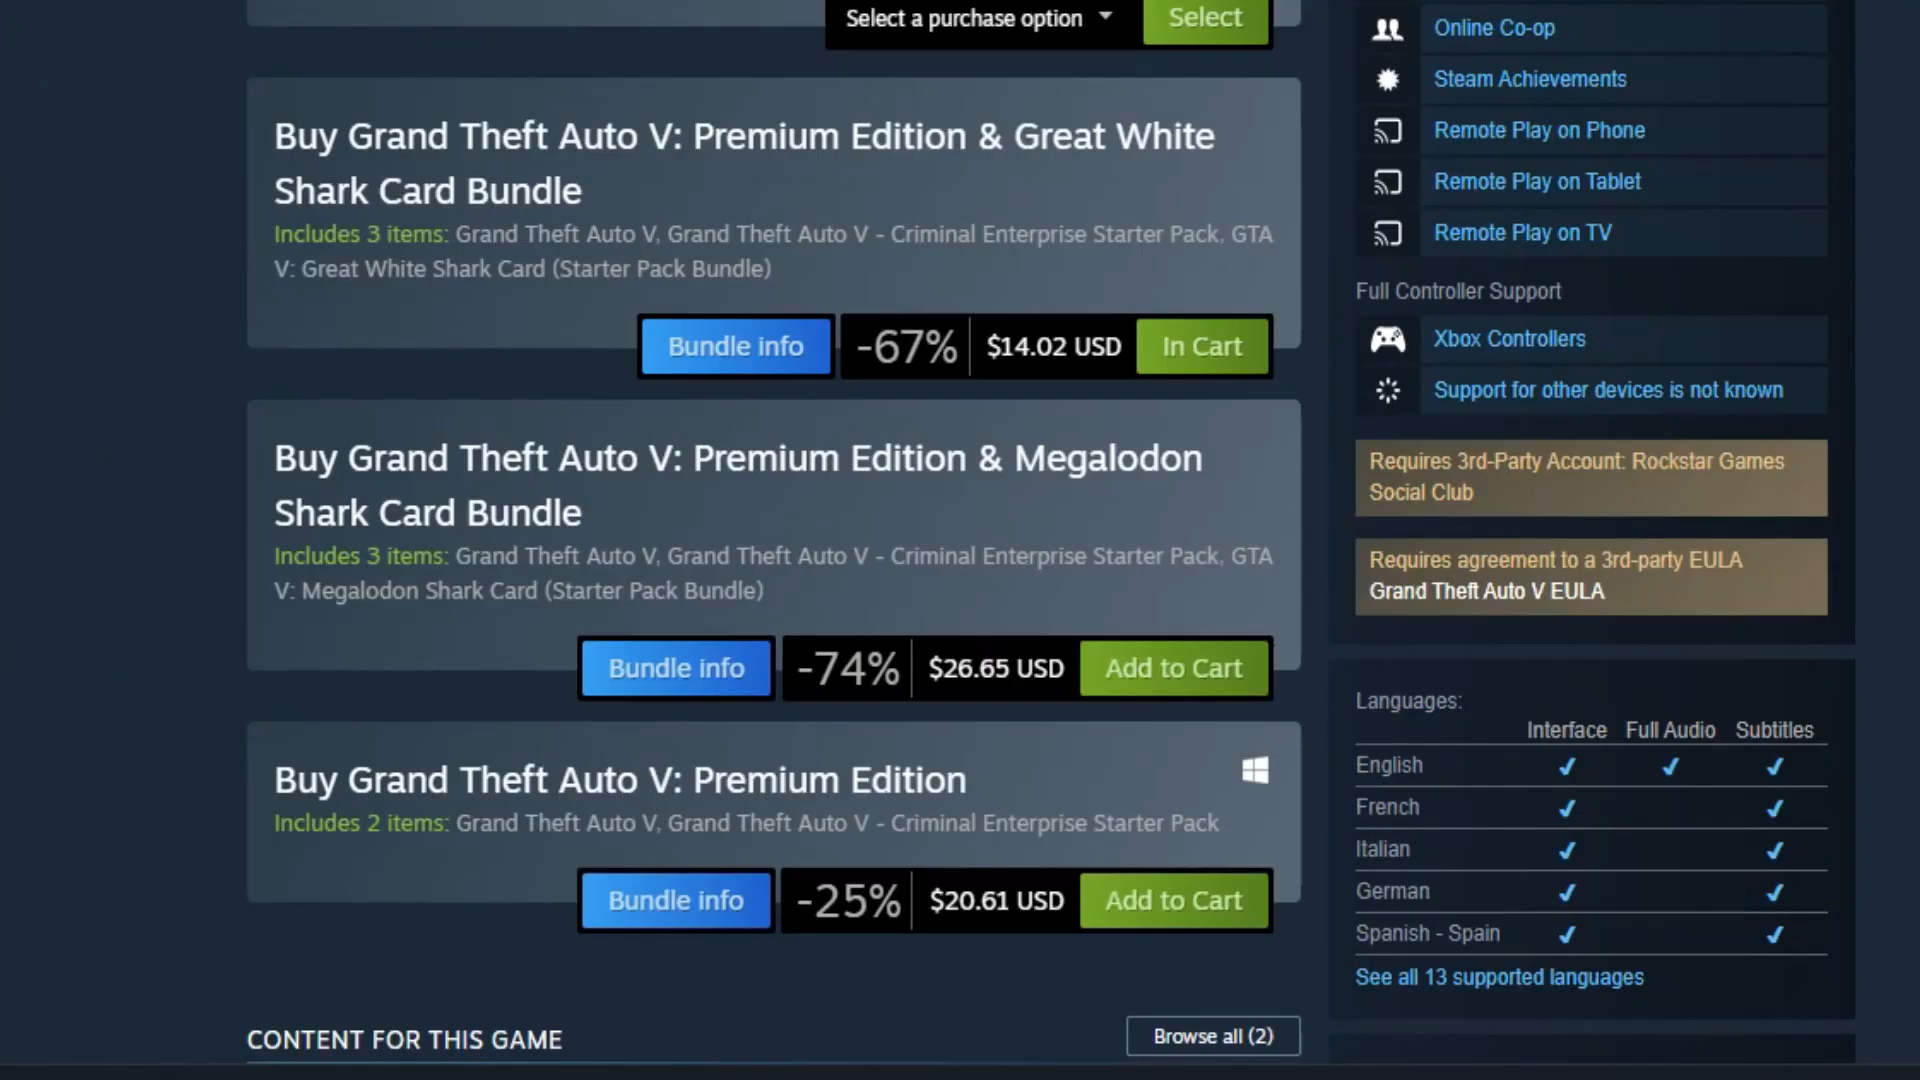 Select a purchase option
Select
Buy Grand Theft Auto V: Premium Edition & Great White
Shark Card Bundle
Includes 3 items: Grand Theft Auto V, Grand Theft Auto V - Criminal Enterprise Starter Pack, GTA
V: Great White Shark Card (Starter Pack Bundle)
Bundle info
-67%
$14.02 USD
In Cart
Buy Grand Theft Auto V: Premium Edition & Megalodon
Shark Card Bundle
Includes 3 items: Grand Theft Auto V, Grand Theft Auto V - Criminal Enterprise Starter Pack, GTA
V: Megalodon Shark Card (Starter Pack Bundle)
Bundle info
-74%
$26.65 USD
Add to Cart
Buy Grand Theft Auto V: Premium Edition
Includes 2 items: Grand Theft Auto V, Grand Theft Auto V - Criminal Enterprise Starter Pack
Bundle info
-25%
$20.61 USD
Add to Cart
CONTENT FOR THIS GAME
Browse all (2)
Online Co-op
Steam Achievements
Remote Play on Phone
Remote Play on Tablet
Remote Play on TV
Full Controller Support
Xbox Controllers
Support for other devices is not known
Requires 3rd-Party Account: Rockstar Games
Social Club
Requires agreement to a 3rd-party EULA
Grand Theft Auto V EULA
Languages:
Interface Full Audio Subtitles
English ✔ ✔ ✔
French ✔ ✔
Italian ✔ ✔
German ✔ ✔
Spanish - Spain ✔ ✔
See all 13 supported languages